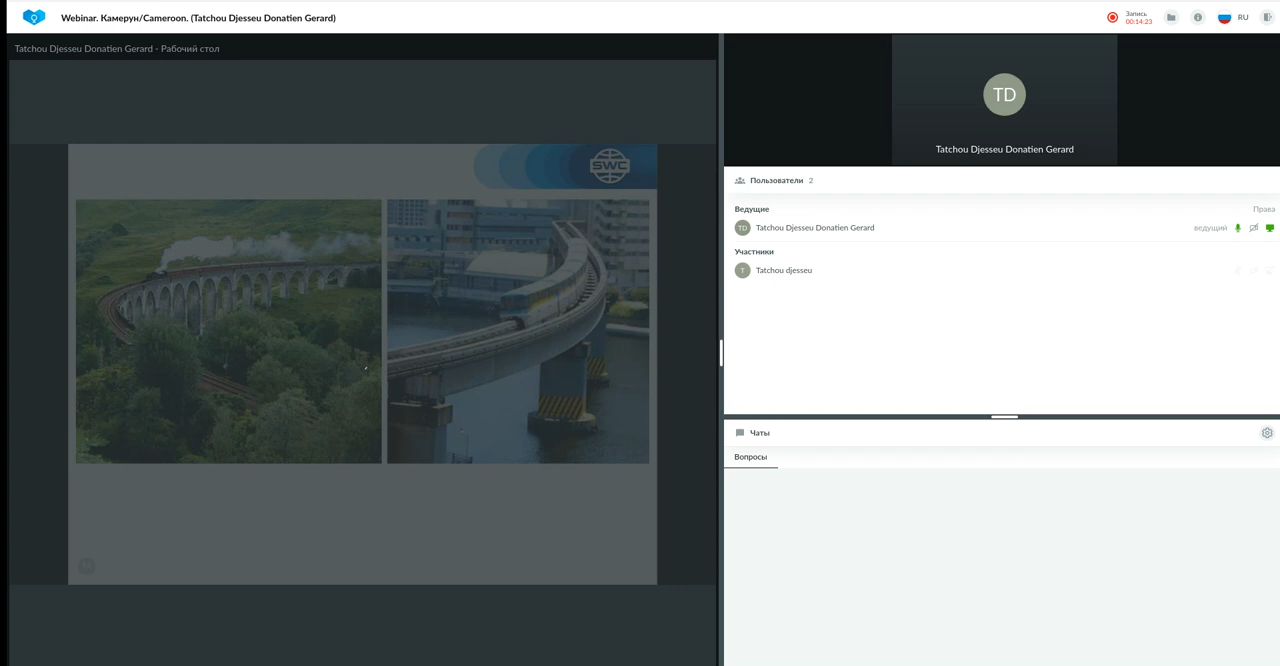 Webinar. Камерун/Cameroon. (Tatchou Djesseu Donatien Gerard)
Запись
00:14:23
RU
Tatchou Djesseu Donatien Gerard - Рабочий стол
SWC
TD
Tatchou Djesseu Donatien Gerard
Пользователи 2
Ведущие
Права
TD
Tatchou Djesseu Donatien Gerard
ведущий
Участники
T
Tatchou djesseu
Чаты
Вопросы